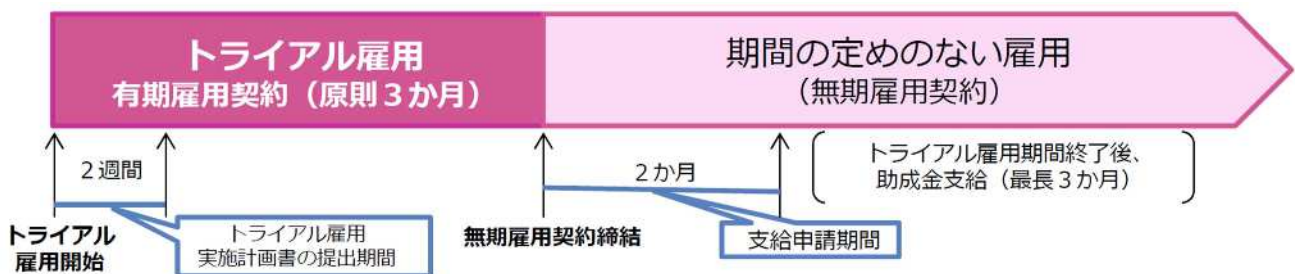 トライアル雇用
有期雇用契約（原則３か月）
期間の定めのない雇用
（無期雇用契約）
２週間
２か月
トライアル雇用期間終了後、
助成金支給（最長３か月）
トライアル
雇用開始
トライアル雇用
実施計画書の提出期間
無期雇用契約締結
支給申請期間